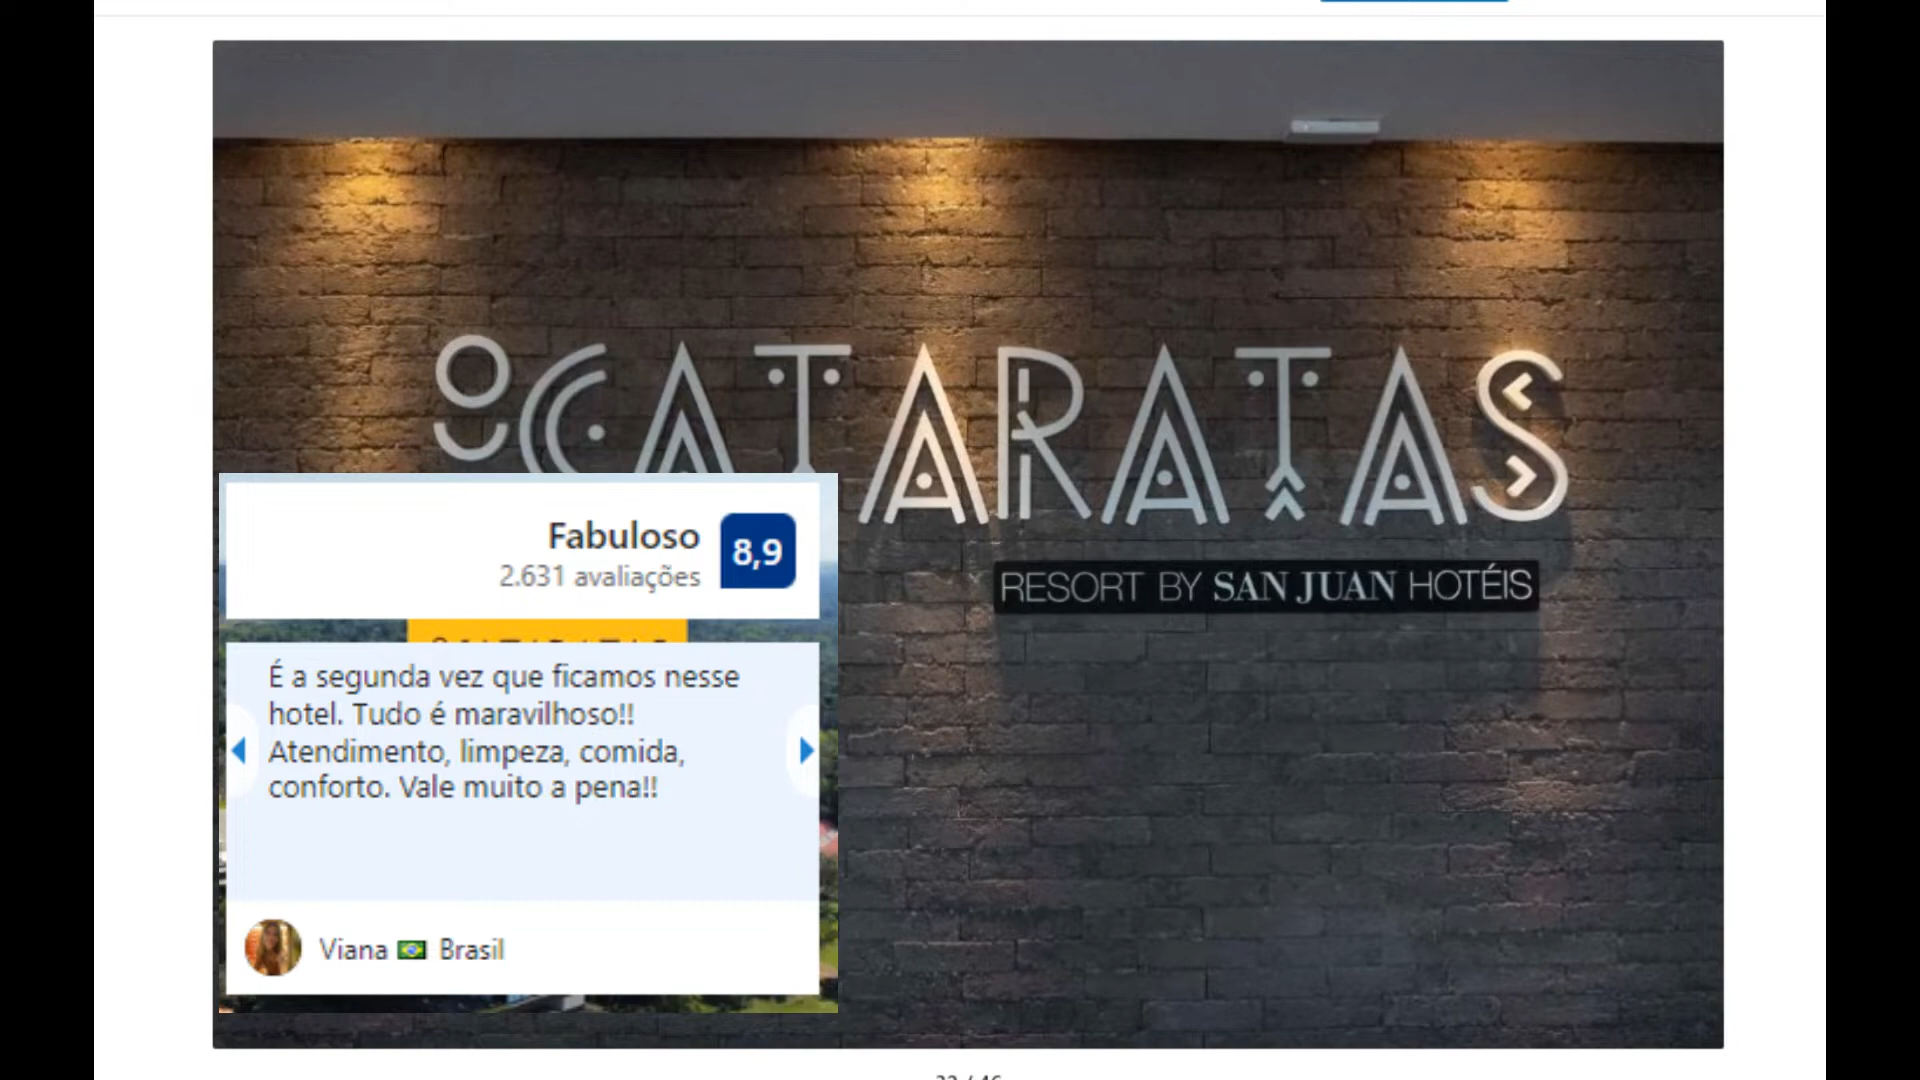 CATARATAS
RESORT BY SAN JUAN HOTÉIS
Fabuloso
8,9
2.631 avaliações
É a segunda vez que ficamos nesse
hotel. Tudo é maravilhoso!!
Atendimento, limpeza, comida,
conforto. Vale muito a pena!!
Viana Brasil